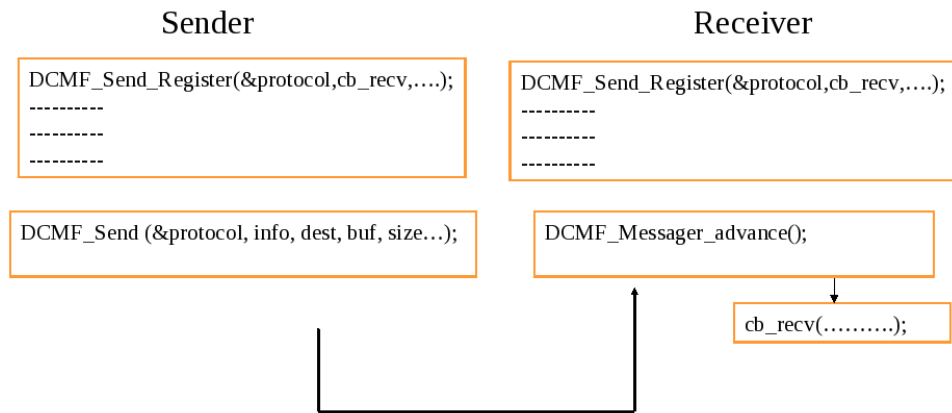 Sender
DCMF_Send_Register(&protocol,cb_recv,….);
----------
----------
----------
DCMF_Send (&protocol, info, dest, buf, size…);
Receiver
DCMF_Send_Register(&protocol,cb_recv,….);
----------
----------
----------
DCMF_Messager_advance();
cb_recv(……….);